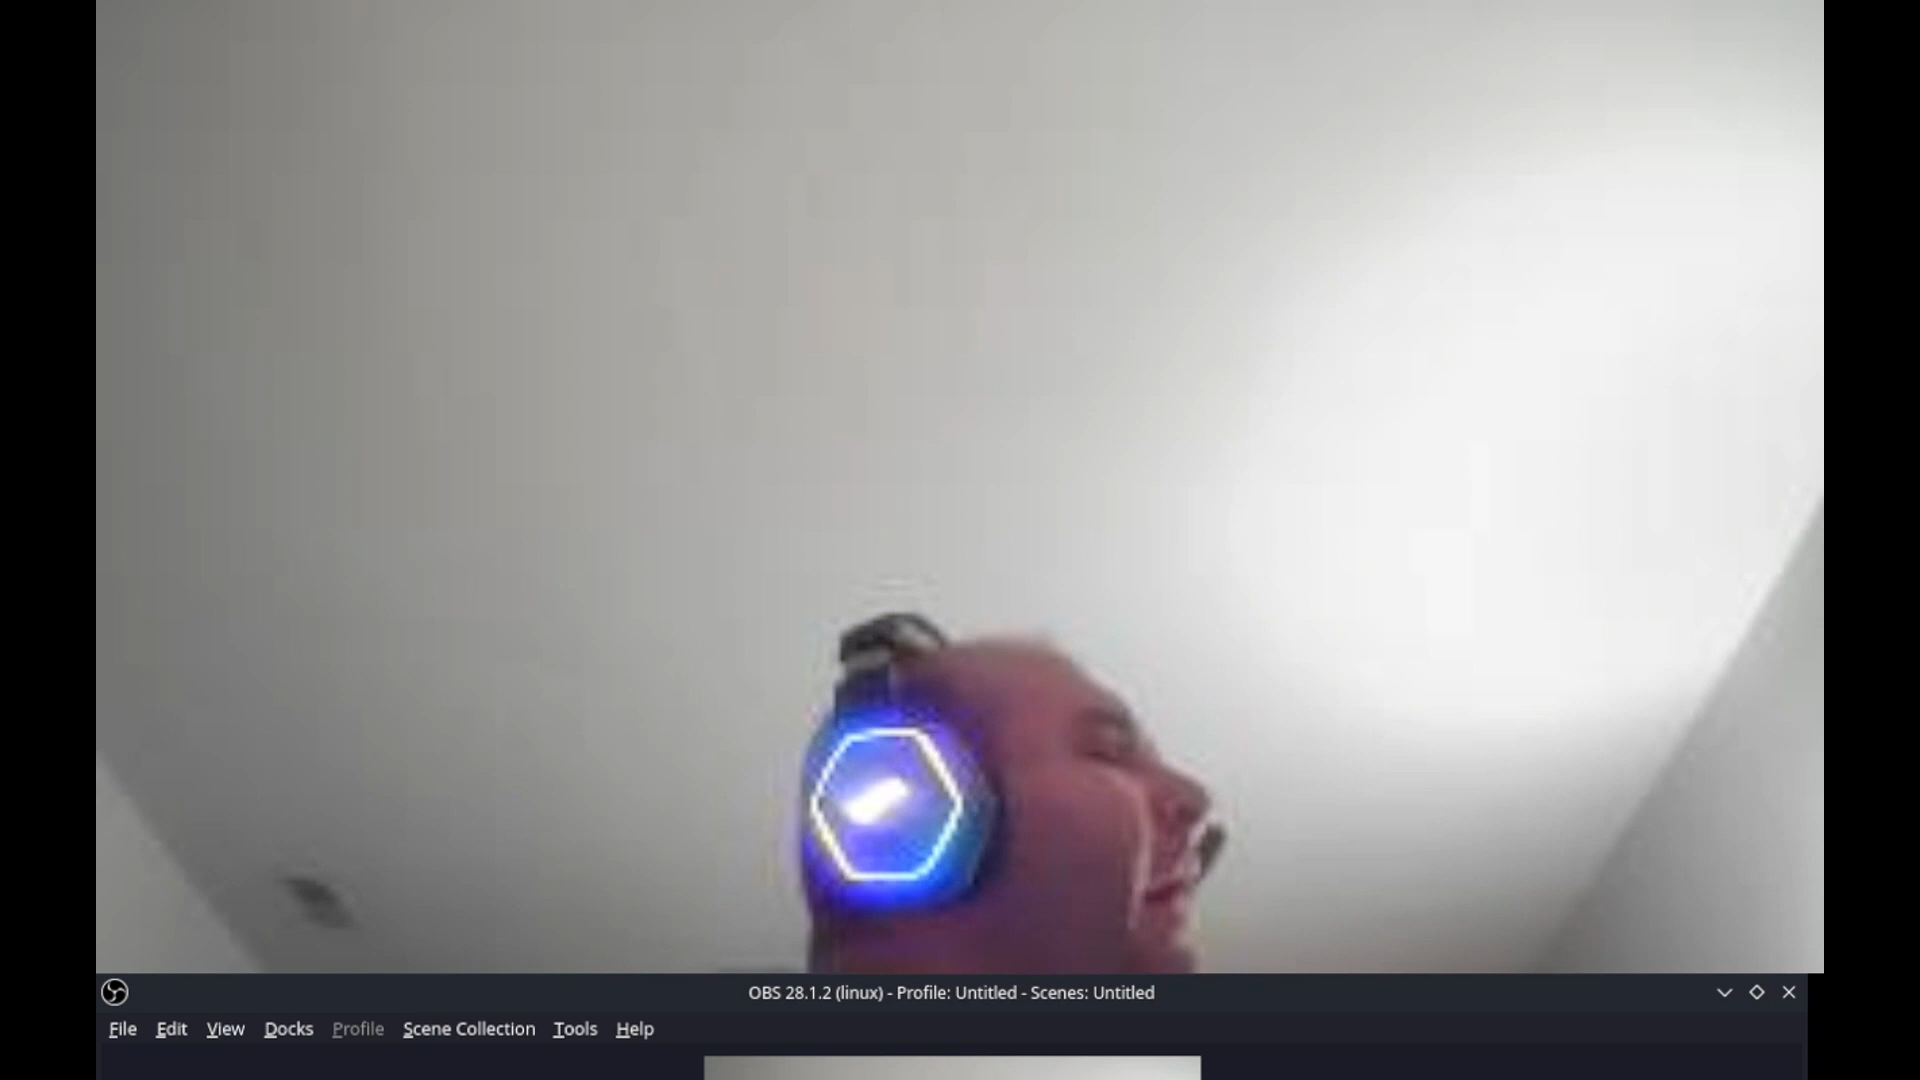 OBS 28.1.2 (linux) - Profile: Untitled - Scenes: Untitled
File Edit View Docks Profile Scene Collection Tools Help